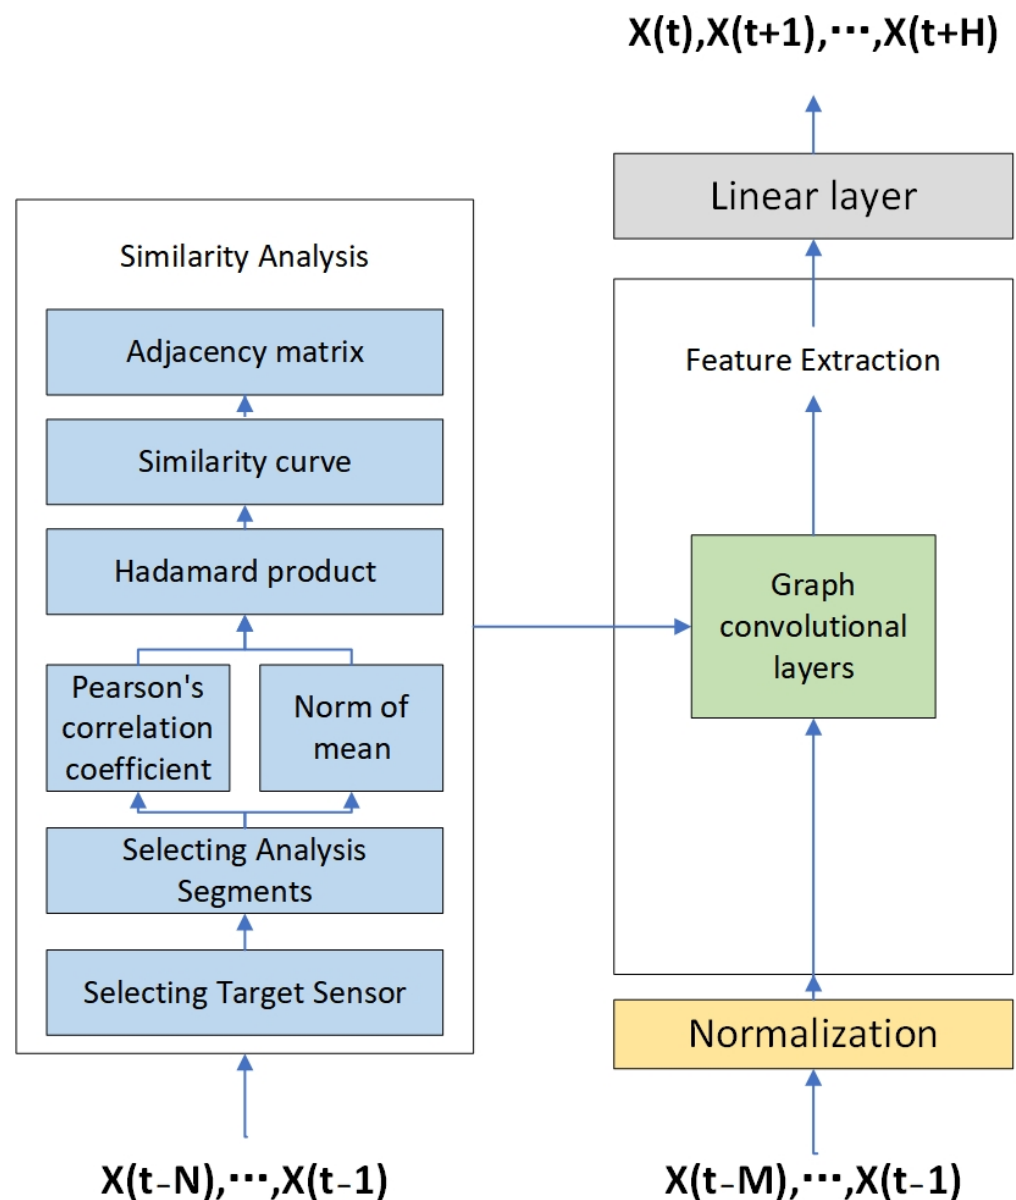 X(t),X(t+1),···,X(t+H)
Linear layer
Similarity Analysis
Adjacency matrix
Similarity curve
Hadamard product
Pearson's
correlation
coefficient
Norm of
mean
Selecting Analysis
Segments
Selecting Target Sensor
X(t-N),···,X(t-1)
Feature Extraction
Graph
convolutional
layers
Normalization
X(t-M),···,X(t-1)